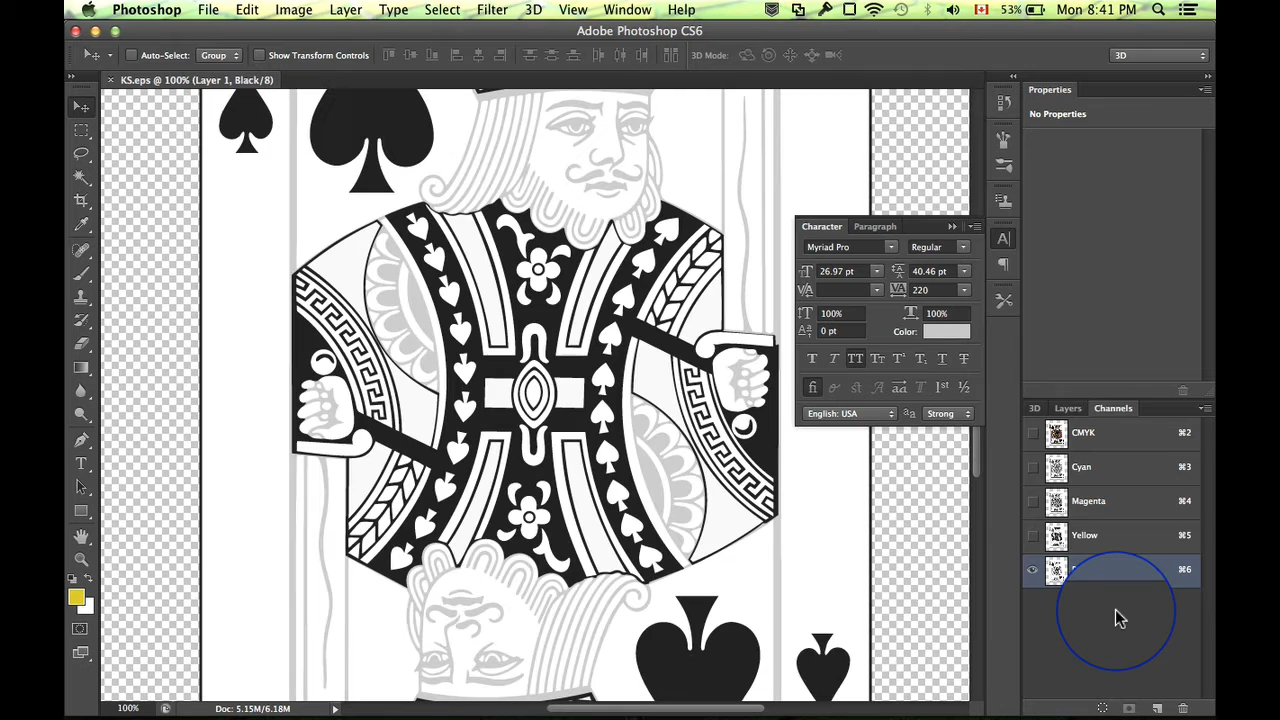 Photoshop File Edit Image Layer Type Select Filter 3D View Window Help 53% Mon 8:41 PM
Adobe Photoshop CS6
Auto-Select: Group Show Transform Controls 3D Mode: 3D
× KS.eps @ 100% (Layer 1, Black/8)
Properties
No Properties
Character Paragraph
Myriad Pro Regular
26.97 pt 40.46 pt
220
100% 100%
0 pt Color:
English: USA Strong
3D Layers Channels
CMYK ⌘2
Cyan ⌘3
Magenta ⌘4
Yellow ⌘5
⌘6
100% Doc: 5.15M/6.18M